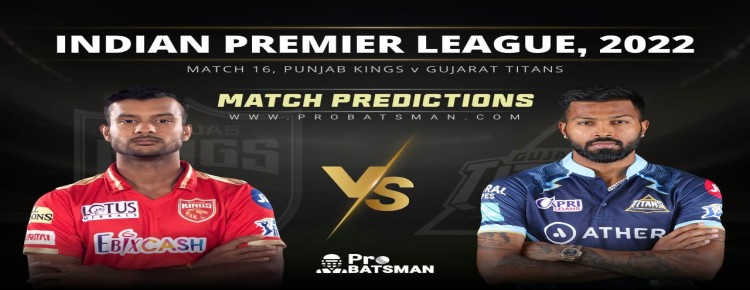 INDIAN PREMIER LEAGUE, 2022
MATCH 16, PUNJAB KINGS v GUJARAT TITANS
MATCH PREDICTIONS
WWW.PROBATSMAN.COM
VS
LOTUS
KINGS
EBIXCASH
CAPRI
TITANS
ATHER
Pro
BATSMAN